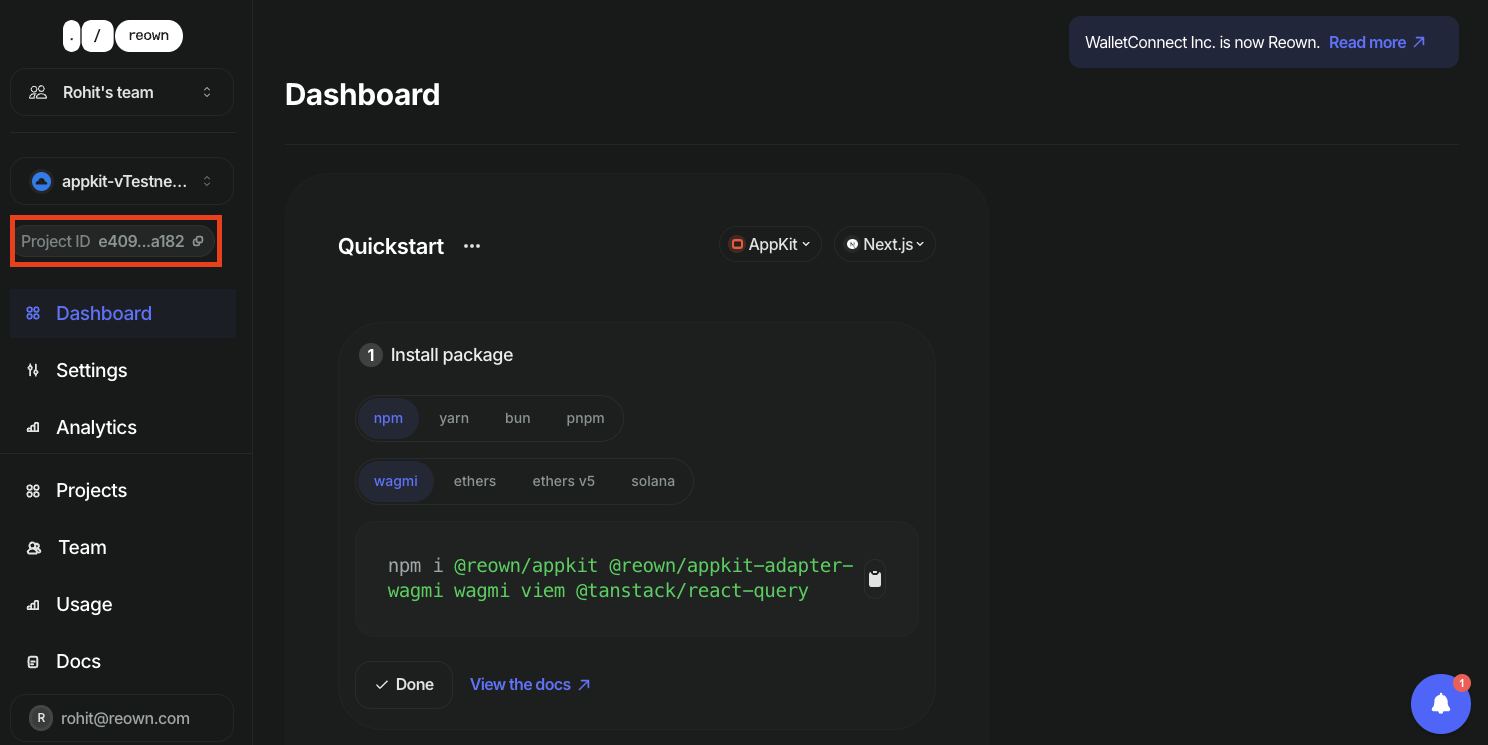 . / reown
Rohit's team
appkit-vTestne...
Project ID e409...a182
Dashboard
Settings
Analytics
Projects
Team
Usage
Docs
R rohit@reown.com
WalletConnect Inc. is now Reown. Read more
Dashboard
Quickstart ...
AppKit
N Next.js
1 Install package
npm yarn bun pnpm
wagmi ethers ethers v5 solana
npm i @reown/appkit @reown/appkit-adapter-
wagmi wagmi viem @tanstack/react-query
Done View the docs
1